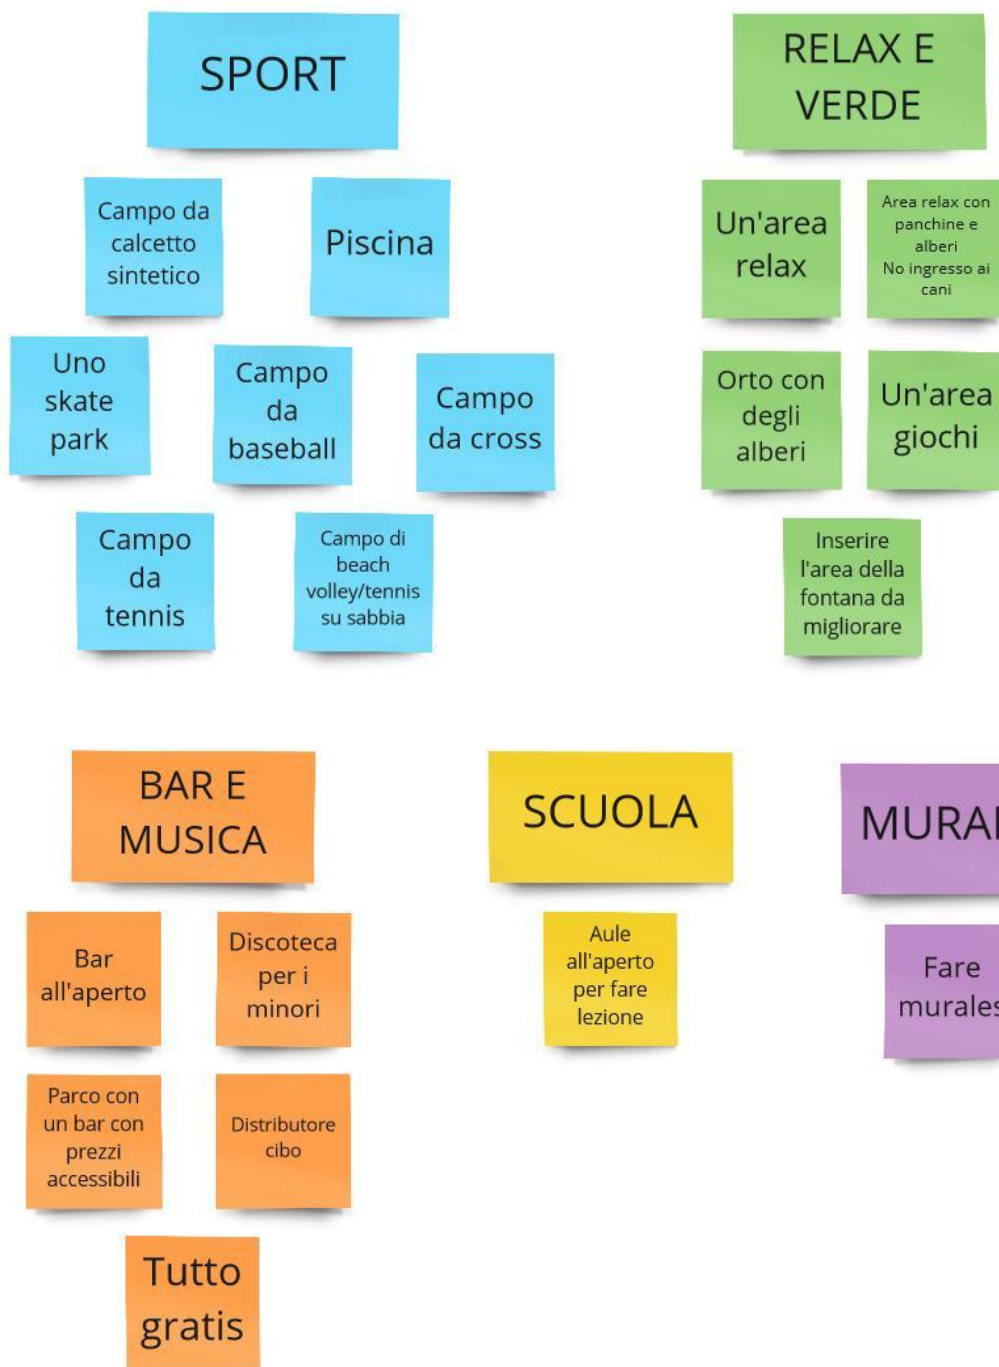 SPORT
Campo da
calcetto
sintetico
Piscina
Uno
skate
park
Campo
da
baseball
Campo
da cross
Campo
da
tennis
Campo di
beach
volley/tennis
su sabbia
RELAX E
VERDE
Un'area
relax
Area relax con
panchine e
alberi
No ingresso ai
cani
Orto con
degli
alberi
Un'area
giochi
Inserire
l'area della
fontana da
migliorare
BAR E
MUSICA
Bar
all'aperto
Discoteca
per i
minori
Parco con
un bar con
prezzi
accessibili
Distributore
cibo
Tutto
gratis
SCUOLA
Aule
all'aperto
per fare
lezione
Fare
murales